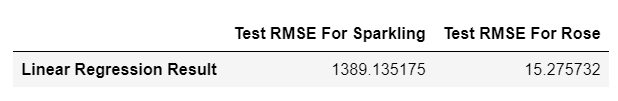 Test RMSE For Sparkling Test RMSE For Rose
Linear Regression Result 1389.135175 15.275732